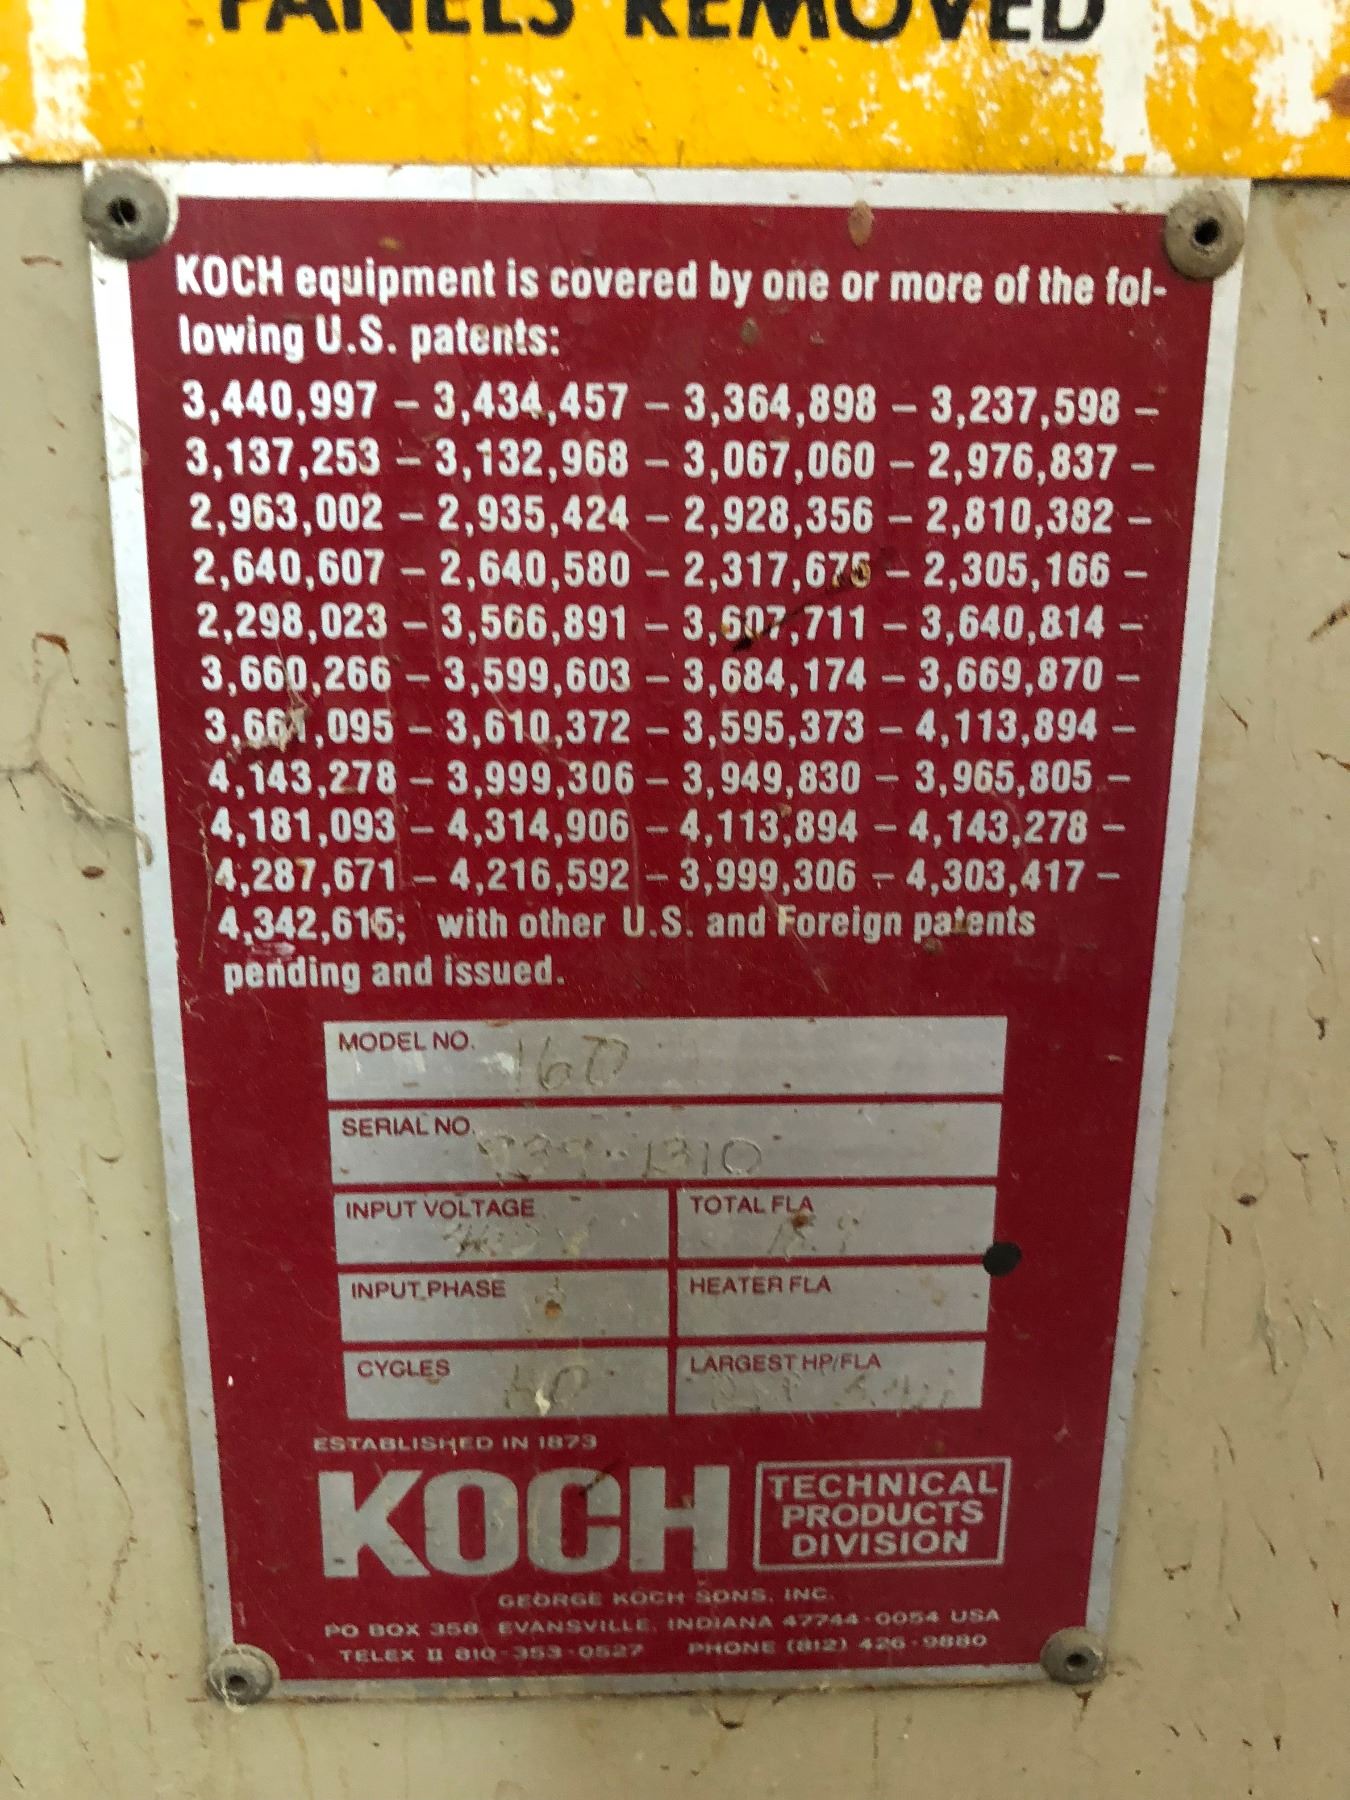 PANELS REMOVED
KOCH equipment is covered by one or more of the fol-
lowing U.S. patents:
3,440,997 – 3,434,457 – 3,364,898 – 3,237,598 –
3,137,253 – 3,132,968 – 3,067,060 – 2,976,837 –
2,963,002 – 2,935,424 – 2,928,356 – 2,810,382 –
2,640,607 – 2,640,580 – 2,317,675 – 2,305,166 –
2,298,023 – 3,566,891 – 3,607,711 – 3,640,814 –
3,660,266 – 3,599,603 – 3,684,174 – 3,669,870 –
3,661,095 – 3,610,372 – 3,595,373 – 4,113,894 –
4,143,278 – 3,999,306 – 3,949,830 – 3,965,805 –
4,181,093 – 4,314,906 – 4,113,894 – 4,143,278 –
4,287,671 – 4,216,592 – 3,999,306 – 4,303,417 –
4,342,615; with other U.S. and Foreign patents
pending and issued.
MODEL NO. 160
SERIAL NO.
INPUT VOLTAGE
TOTAL FLA
INPUT PHASE
HEATER FLA
CYCLES
LARGEST HP/FLA
ESTABLISHED IN 1873
KOCH
TECHNICAL
PRODUCTS
DIVISION
GEORGE KOCH SONS, INC.
PO BOX 358 EVANSVILLE, INDIANA 47744-0054 USA
TELEX II 810-353-0527 PHONE (812) 426-9880